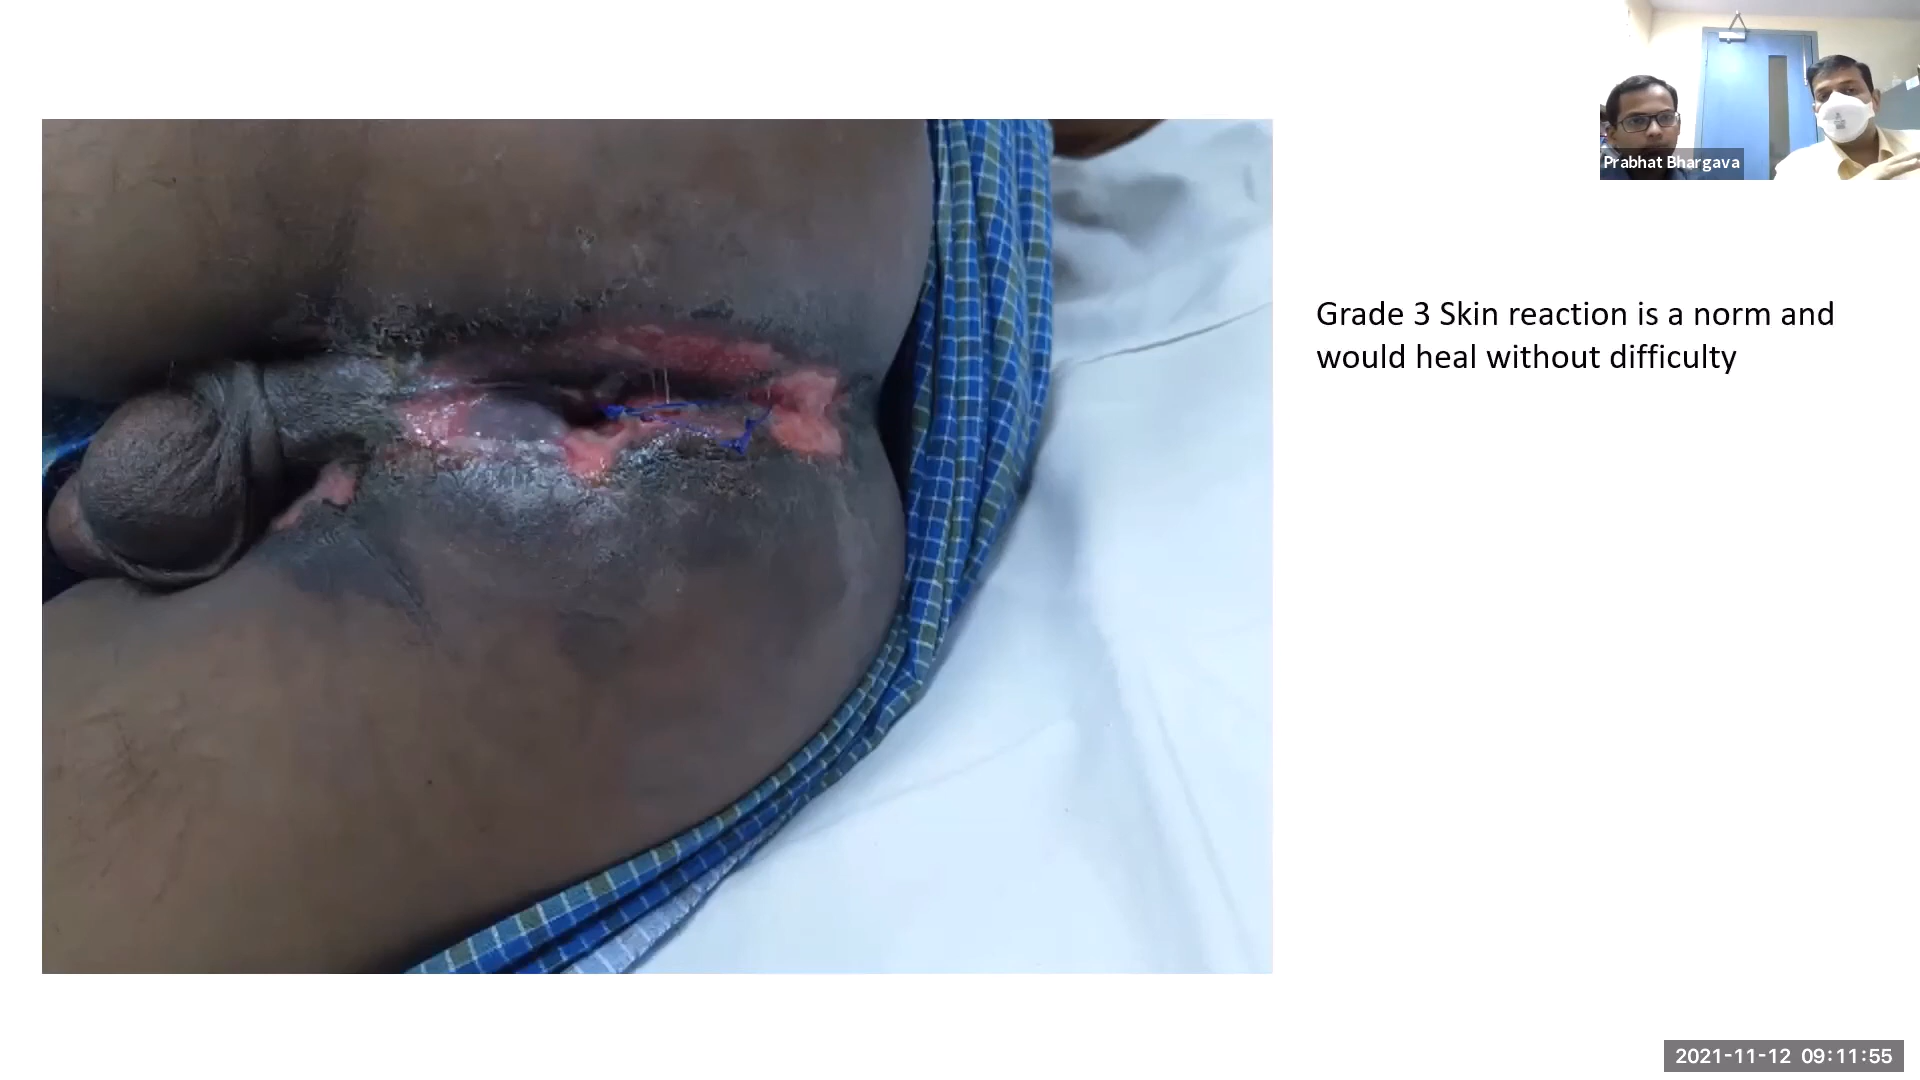 Prabhat Bhargava
Grade 3 Skin reaction is a norm and
would heal without difficulty
2021-11-12 09:11:55